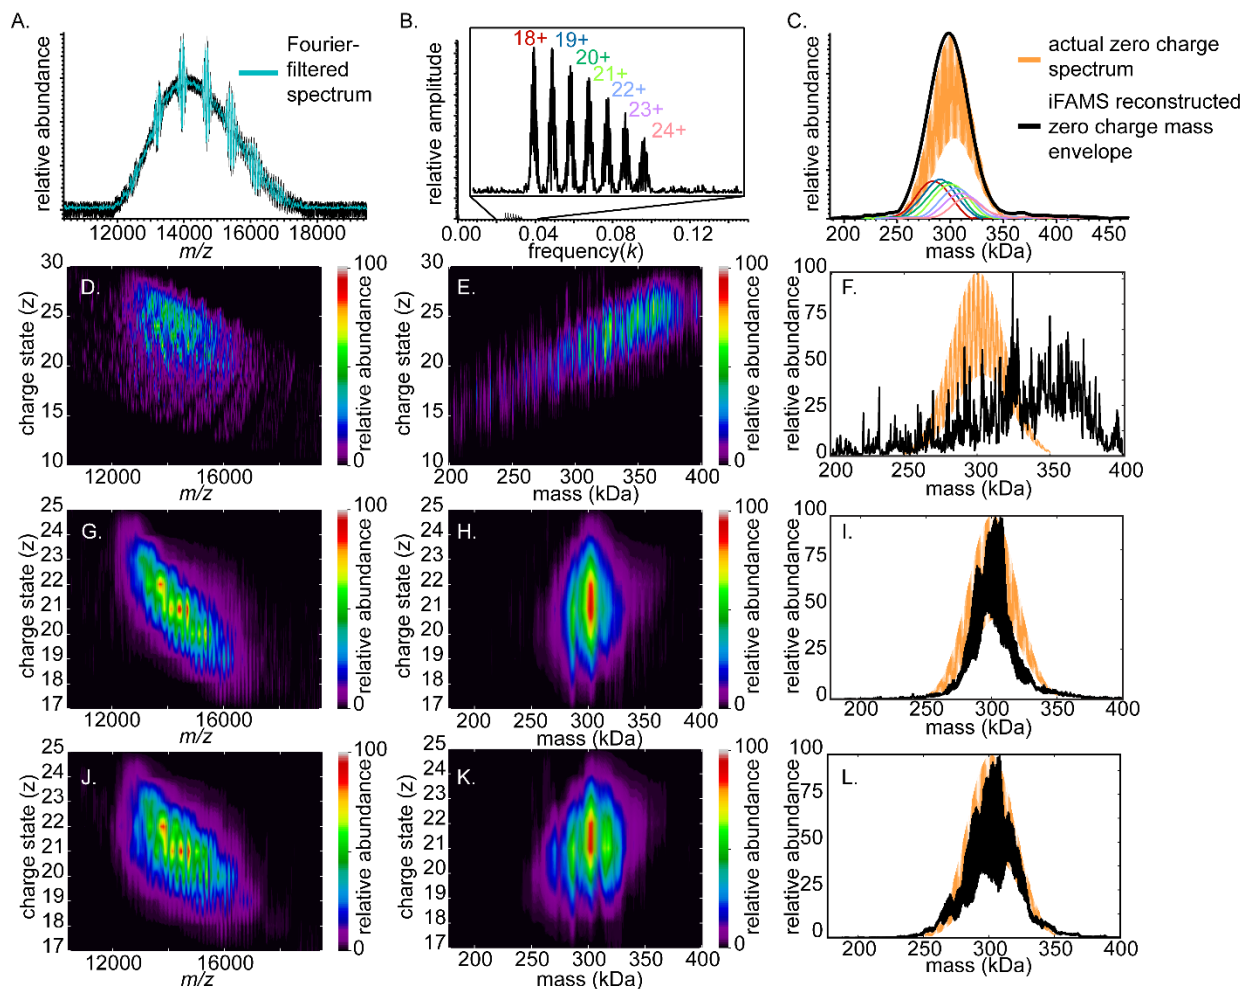 A.
relative abundance
Fourier-
filtered
spectrum
12000 14000 16000 18000
m/z
B.
relative amplitude
18+
19+
20+
21+
22+
23+
24+
0.00 0.04 0.08 0.12
frequency(k)
C.
actual zero charge
spectrum
iFAMS reconstructed
zero charge mass
envelope
relative abundance
200 250 300 350 400 450
mass (kDa)
D.
charge state (z)
30
25
20
15
10
12000 16000
m/z
100
relative abundance
0
E.
charge state (z)
30
25
20
15
10
200 250 300 350 400
mass (kDa)
100
relative abundance
0
F.
relative abundance
100
75
50
25
0
200 250 300 350 400
mass (kDa)
G.
charge state (z)
25
24
23
22
21
20
19
18
17
12000 16000
m/z
100
relative abundance
0
H.
charge state (z)
25
24
23
22
21
20
19
18
17
200 250 300 350 400
mass (kDa)
100
relative abundance
0
I.
relative abundance
100
75
50
25
0
200 250 300 350 400
mass (kDa)
J.
charge state (z)
25
24
23
22
21
20
19
18
17
12000 16000
m/z
100
relative abundance
0
K.
charge state (z)
25
24
23
22
21
20
19
18
17
200 250 300 350 400
mass (kDa)
100
relative abundance
0
L.
relative abundance
100
75
50
25
0
200 250 300 350 400
mass (kDa)